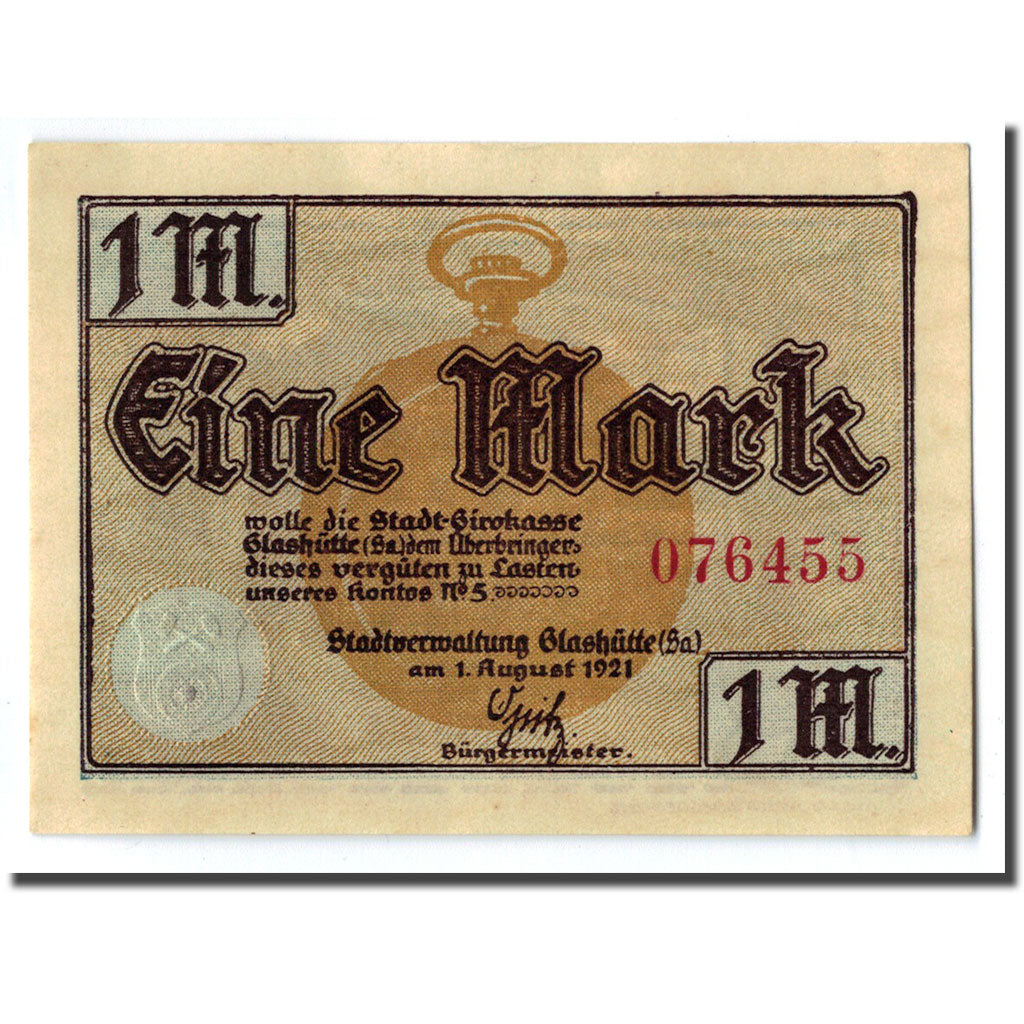 1 M.
Eine Mark
wolle die Stadt-Girokasse
Glashütte (Sa) dem Überbringer
dieses vergüten zu Lasten
unseres Kontos No 5.
076455
Stadtverwaltung Glashütte (Sa)
am 1. August 1921
Bürgermeister.
1 M.